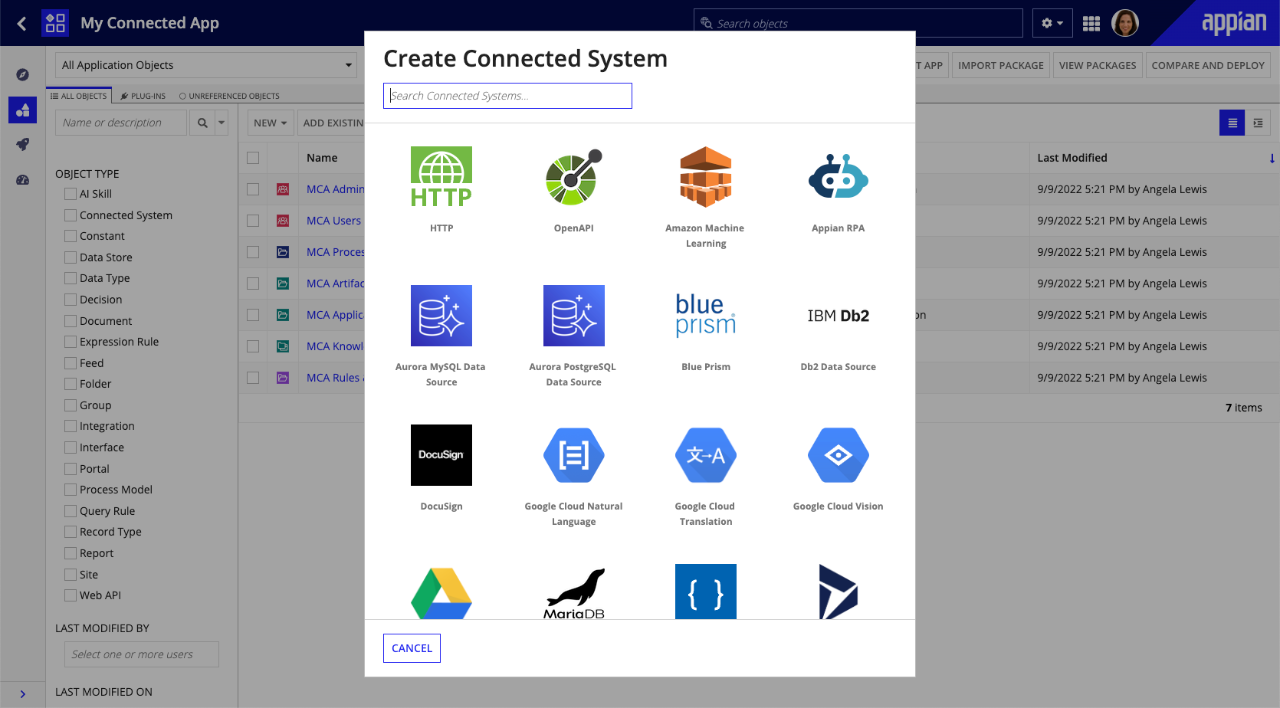 My Connected App
Search objects
appian
All Application Objects
T APP
IMPORT PACKAGE
VIEW PACKAGES
COMPARE AND DEPLOY
ALL OBJECTS
PLUG-INS
UNREFERENCED OBJECTS
Name or description
NEW
ADD EXISTIN
Name
Last Modified
OBJECT TYPE
AI Skill
Connected System
Constant
Data Store
Data Type
Decision
Document
Expression Rule
Feed
Folder
Group
Integration
Interface
Portal
Process Model
Query Rule
Record Type
Report
Site
Web API
LAST MODIFIED BY
Select one or more users
LAST MODIFIED ON
MCA Admin
9/9/2022 5:21 PM by Angela Lewis
MCA Users
9/9/2022 5:21 PM by Angela Lewis
MCA Proces
9/9/2022 5:21 PM by Angela Lewis
MCA Artifac
9/9/2022 5:21 PM by Angela Lewis
MCA Applic
on
9/9/2022 5:21 PM by Angela Lewis
MCA Knowl
9/9/2022 5:21 PM by Angela Lewis
MCA Rules
9/9/2022 5:21 PM by Angela Lewis
7 items
Create Connected System
Search Connected Systems...
HTTP
HTTP
OpenAPI
Amazon Machine
Learning
Appian RPA
Aurora MySQL Data
Source
Aurora PostgreSQL
Data Source
blue
prism
Blue Prism
IBM Db2
Db2 Data Source
DocuSign
DocuSign
Google Cloud Natural
Language
文→A
Google Cloud
Translation
Google Cloud Vision
MariaDB
{ }
CANCEL